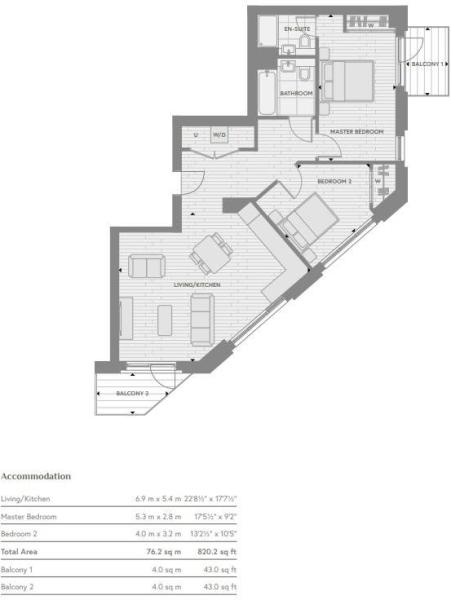 EN-SUITE
W
BALCONY 1
BATHROOM
MASTER BEDROOM
U
W/D
BEDROOM 2
W
LIVING/KITCHEN
BALCONY 2
Accommodation
Living/Kitchen 6.9 m x 5.4 m 22'8½" x 17'7½"
Master Bedroom 5.3 m x 2.8 m 17'5½" x 9'2"
Bedroom 2 4.0 m x 3.2 m 13'2½" x 10'5"
Total Area 76.2 sq m 820.2 sq ft
Balcony 1 4.0 sq m 43.0 sq ft
Balcony 2 4.0 sq m 43.0 sq ft